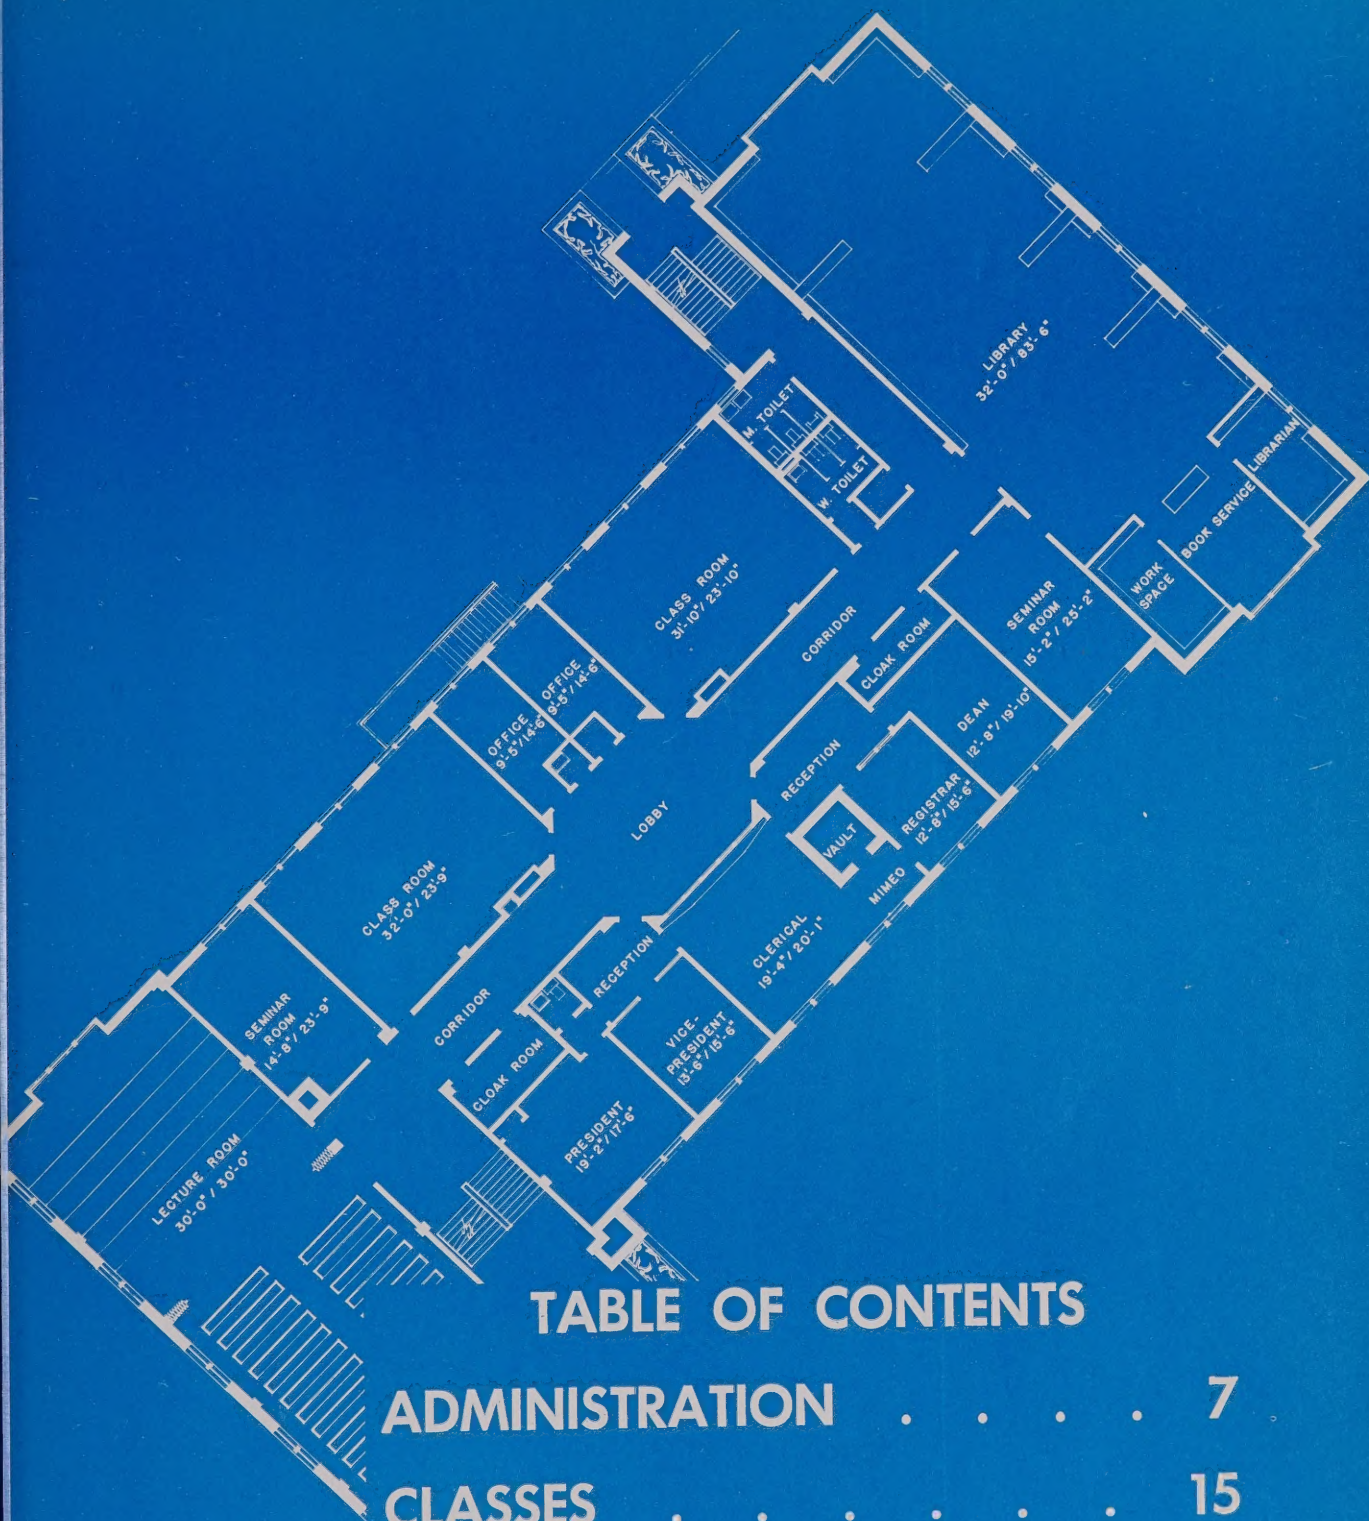 LIBRARY
32'-0"/ 83'-6"
M. TOILET
W. TOILET
LIBRARIAN
BOOK SERVICE
WORK
SPACE
CLASS ROOM
31'-10"/ 23'-10"
SEMINAR
ROOM
15'-2"/ 25'-2"
CORRIDOR
CLOAK ROOM
OFFICE
9'-5"/14'-6"
OFFICE
9'-5"/14'-6"
DEAN
12'-8"/ 19'-10"
RECEPTION
REGISTRAR
12'-8"/ 15'-6"
LOBBY
VAULT
MIMEO
CLASS ROOM
32'-0"/ 23'-9"
CLERICAL
19'-4"/ 20'-1"
RECEPTION
SEMINAR
ROOM
14'-8"/ 23'-9"
CORRIDOR
VICE-
PRESIDENT
13'-6"/15'-6"
CLOAK ROOM
PRESIDENT
19'-2"/17'-6"
LECTURE ROOM
30'-0"/ 30'-0"
TABLE OF CONTENTS
ADMINISTRATION . . . . 7
CLASSES . . . . . . 15